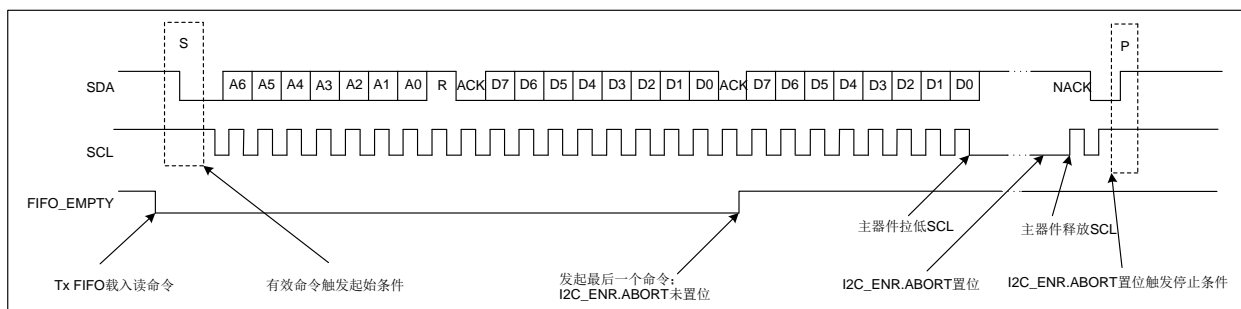 S
P
SDA
A6 A5 A4 A3 A2 A1 A0 R ACK D7 D6 D5 D4 D3 D2 D1 D0 ACK D7 D6 D5 D4 D3 D2 D1 D0 NACK
SCL
FIFO_EMPTY
主器件拉低SCL
主器件释放SCL
Tx FIFO载入读命令
有效命令触发起始条件
发起最后一个命令;
I2C_ENR.ABORT未置位
I2C_ENR.ABORT置位
I2C_ENR.ABORT置位触发停止条件